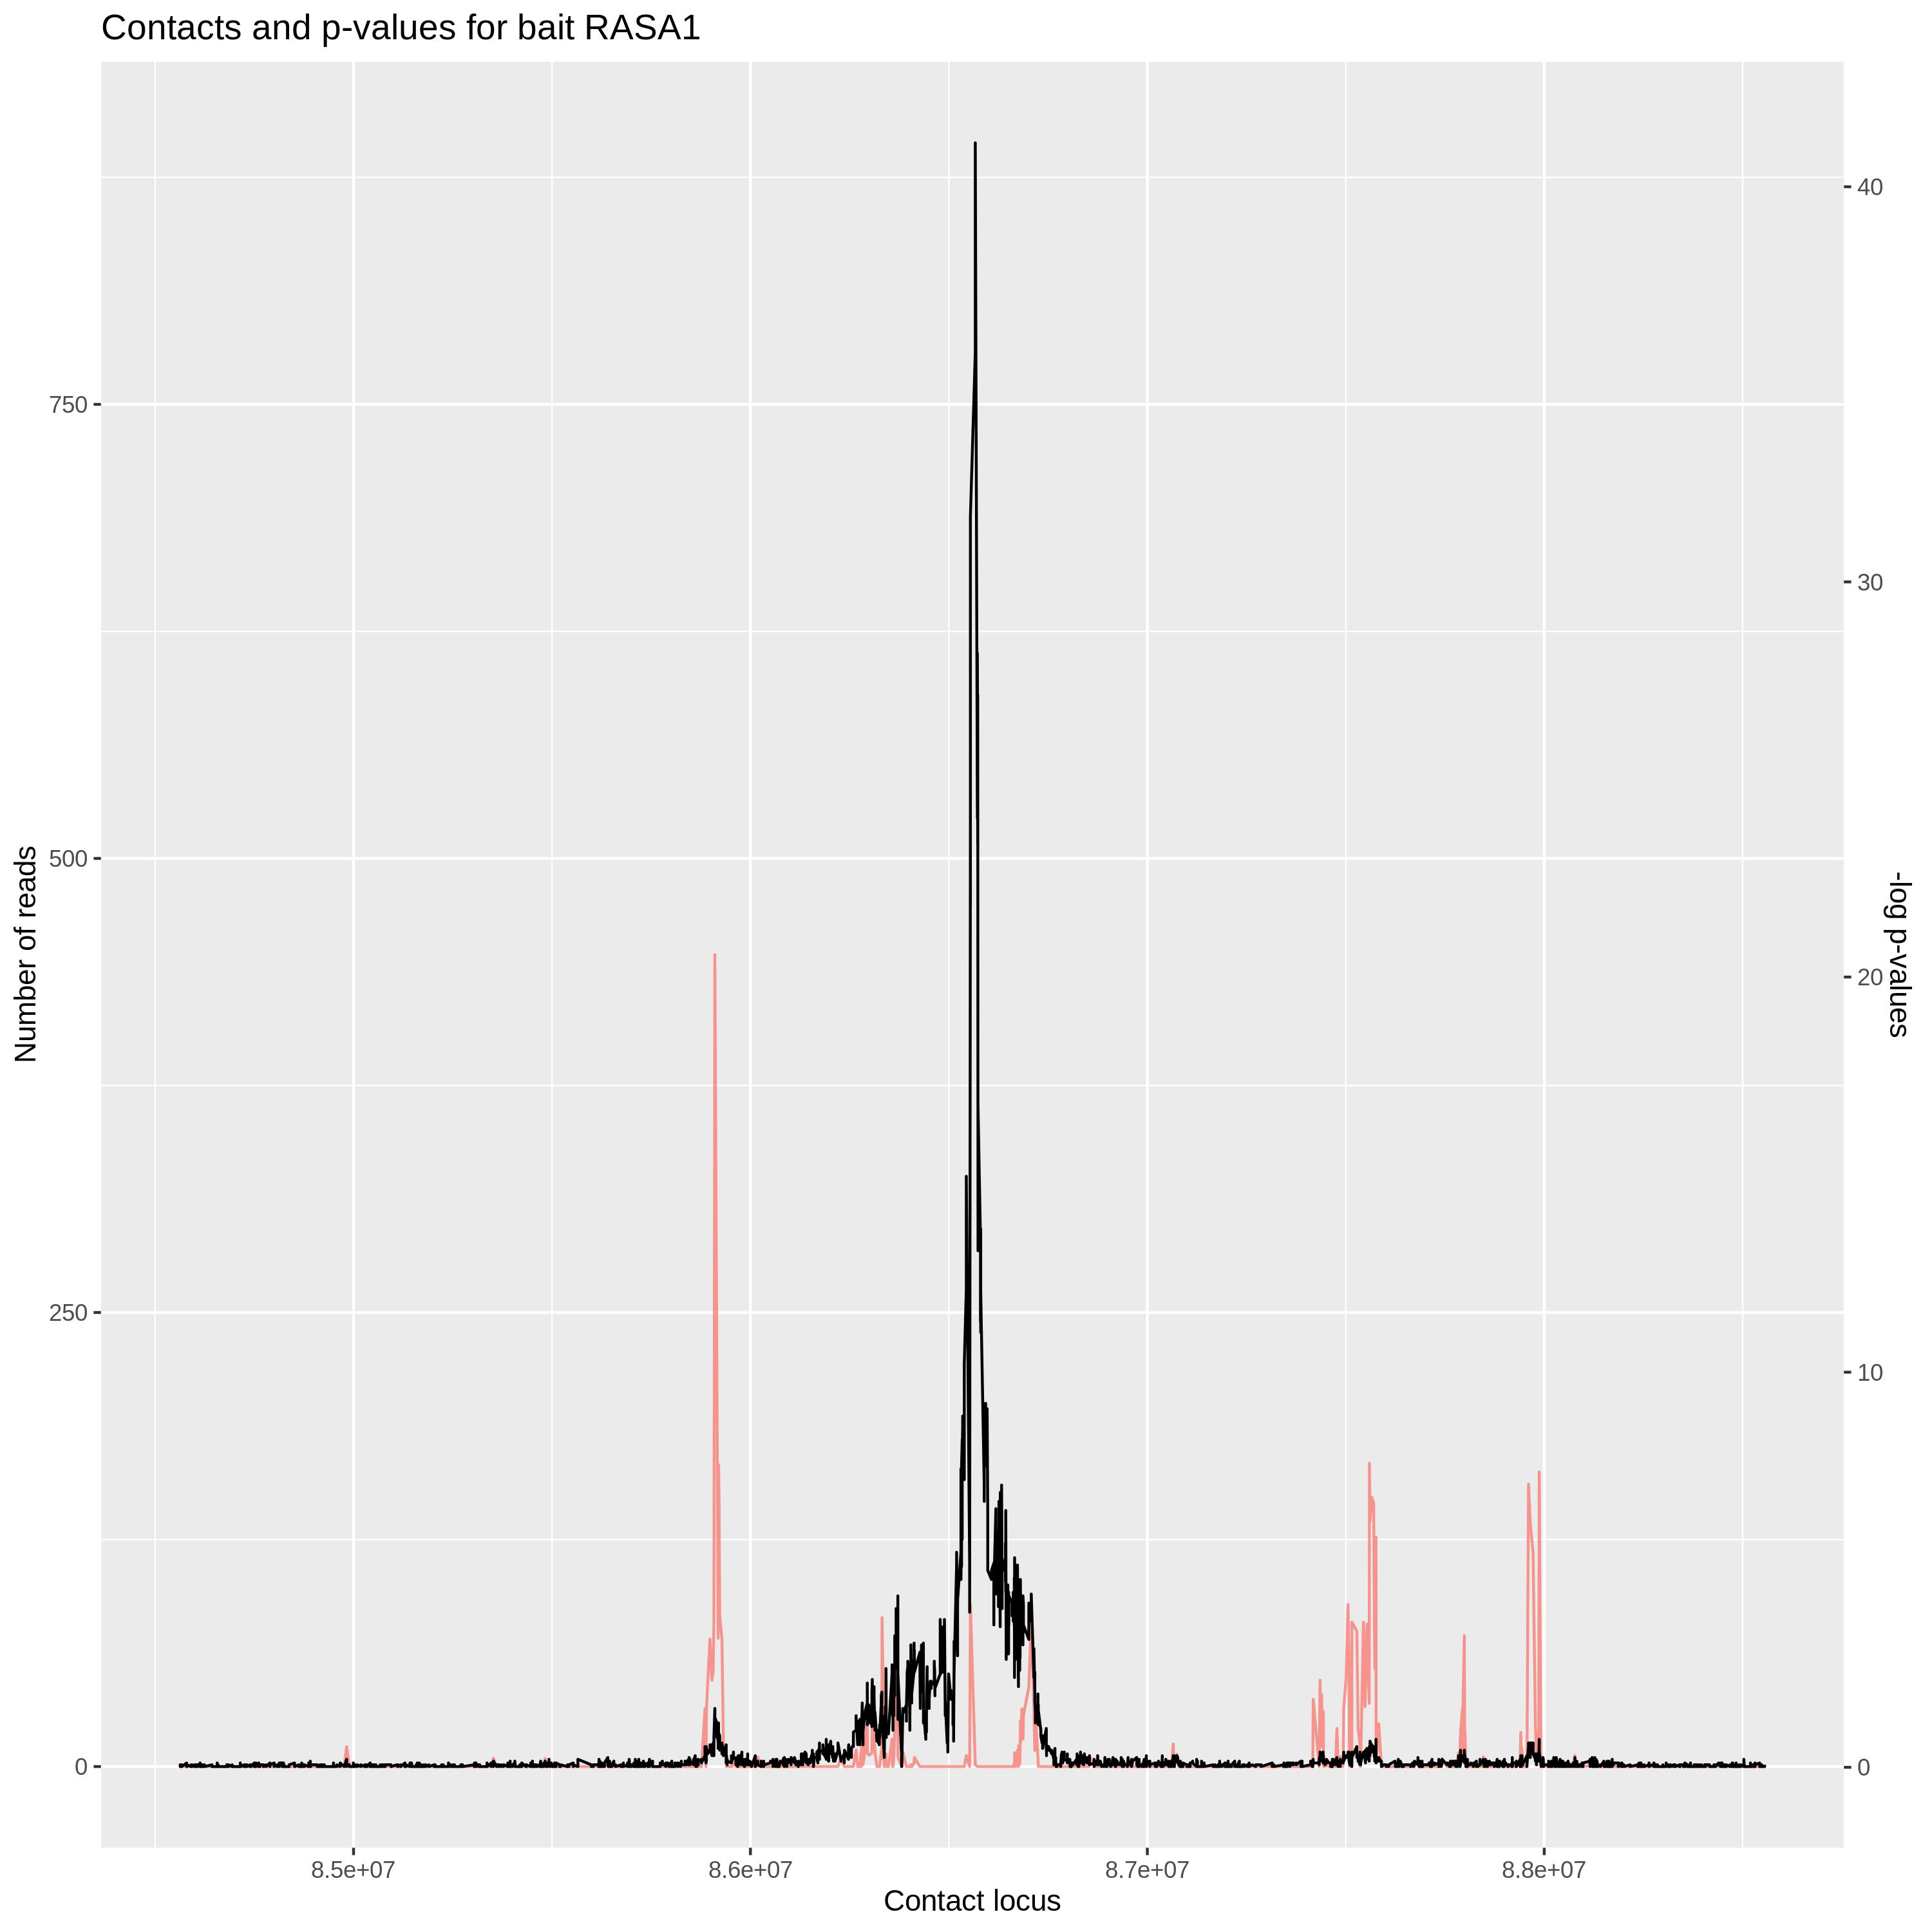 Contacts and p-values for bait RASA1
Number of reads
750
500
250
0
40
30
20
10
0
-log p-values
8.5e+07
8.6e+07
8.7e+07
8.8e+07
Contact locus